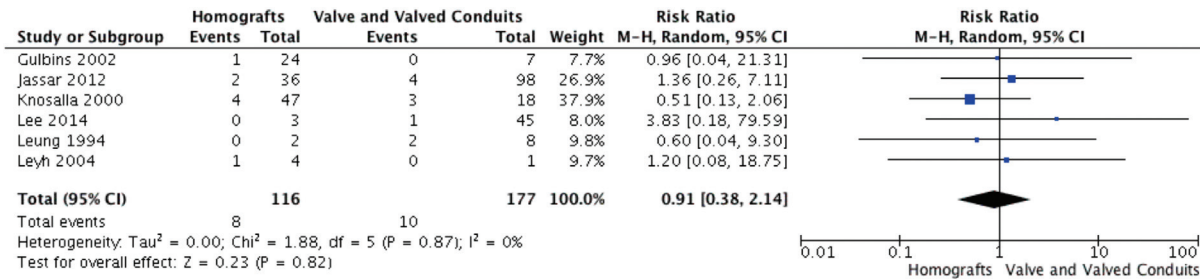 Homografts Valve and Valved Conduits Risk Ratio Risk Ratio
Study or Subgroup Events Total Events Total Weight M-H, Random, 95% CI M-H, Random, 95% CI
Gulbins 2002 1 24 0 7 7.7% 0.96 [0.04, 21.31]
Jassar 2012 2 36 4 98 26.9% 1.36 [0.26, 7.11]
Knosalla 2000 4 47 3 18 37.9% 0.51 [0.13, 2.06]
Lee 2014 0 3 1 45 8.0% 3.83 [0.18, 79.59]
Leung 1994 0 2 2 8 9.8% 0.60 [0.04, 9.30]
Leyh 2004 1 4 0 1 9.7% 1.20 [0.08, 18.75]
Total (95% CI) 116 177 100.0% 0.91 [0.38, 2.14]
Total events 8 10
Heterogeneity: Tau² = 0.00; Chi² = 1.88, df = 5 (P = 0.87); I² = 0%
Test for overall effect: Z = 0.23 (P = 0.82)
0.01 0.1 1 10 100
Homografts Valve and Valved Conduits